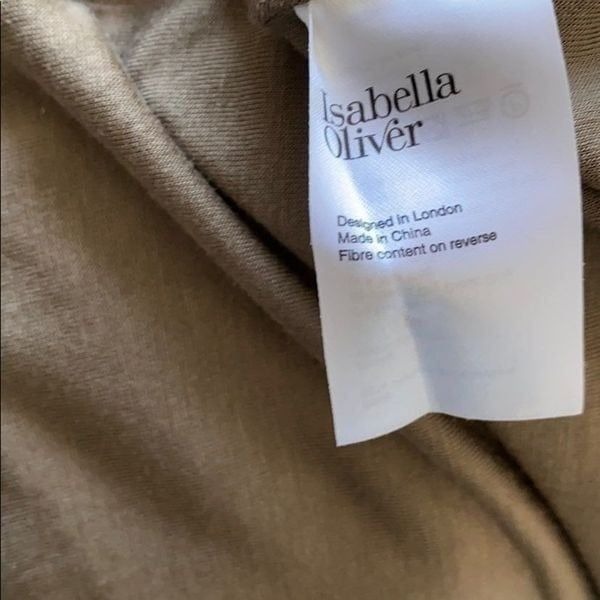 Isabella
Oliver
Designed in London
Made in China
Fibre content on reverse